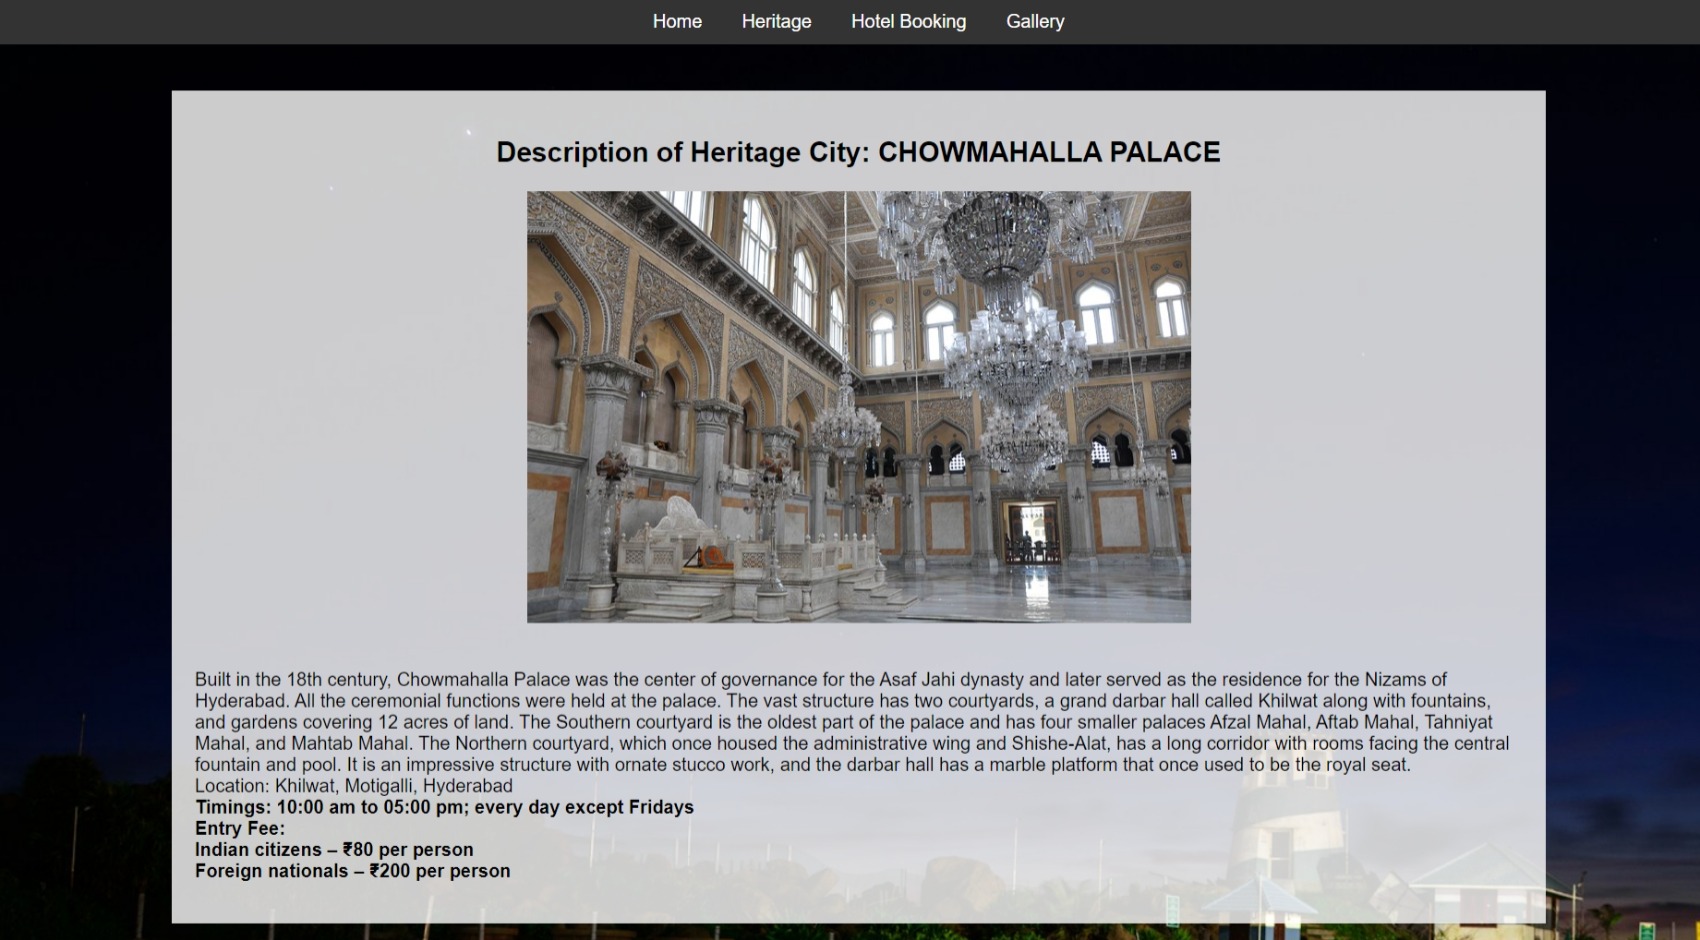 Home Heritage Hotel Booking Gallery
Description of Heritage City: CHOWMAHALLA PALACE
Built in the 18th century, Chowmahalla Palace was the center of governance for the Asaf Jahi dynasty and later served as the residence for the Nizams of
Hyderabad. All the ceremonial functions were held at the palace. The vast structure has two courtyards, a grand darbar hall called Khilwat along with fountains,
and gardens covering 12 acres of land. The Southern courtyard is the oldest part of the palace and has four smaller palaces Afzal Mahal, Aftab Mahal, Tahniyat
Mahal, and Mahtab Mahal. The Northern courtyard, which once housed the administrative wing and Shishe-Alat, has a long corridor with rooms facing the central
fountain and pool. It is an impressive structure with ornate stucco work, and the darbar hall has a marble platform that once used to be the royal seat.
Location: Khilwat, Motigalli, Hyderabad
Timings: 10:00 am to 05:00 pm; every day except Fridays
Entry Fee:
Indian citizens – ₹80 per person
Foreign nationals – ₹200 per person